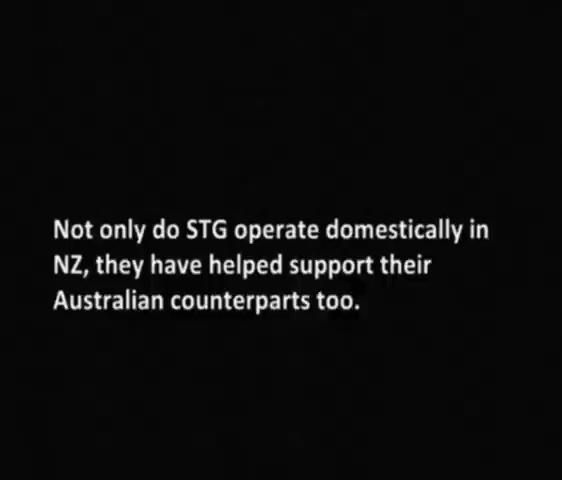 Not only do STG operate domestically in
NZ, they have helped support their
Australian counterparts too.